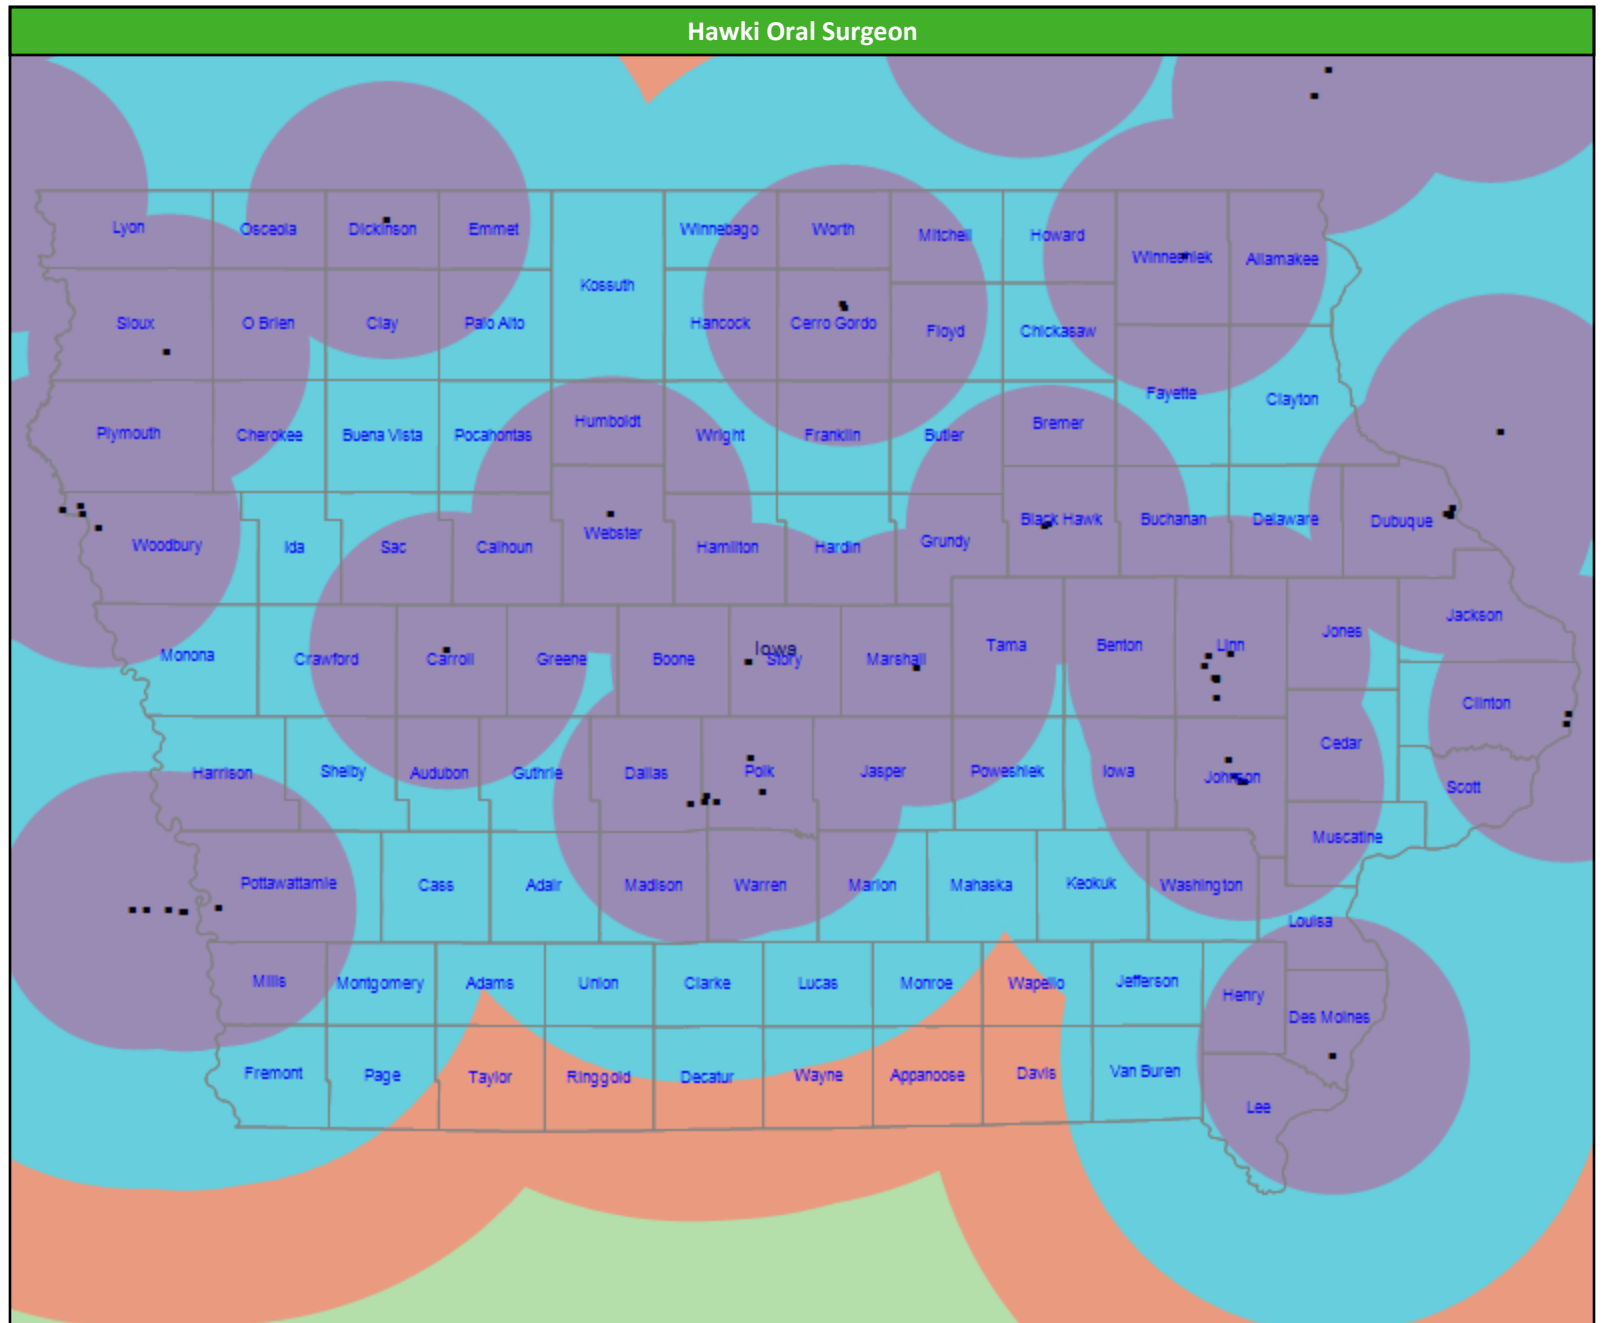 Hawki Oral Surgeon
Lyon
Osceola
Dickinson
Emmet
Winnebago
Worth
Mitchell
Howard
Winneshiek
Allamakee
Kossuth
Sioux
O Brien
Clay
Palo Alto
Hancock
Cerro Gordo
Floyd
Chickasaw
Fayette
Clayton
Plymouth
Cherokee
Buena Vista
Pocahontas
Humboldt
Wright
Franklin
Butler
Bremer
Woodbury
Ida
Sac
Calhoun
Webster
Hamilton
Hardin
Grundy
Black Hawk
Buchanan
Delaware
Dubuque
Monona
Crawford
Carroll
Greene
Boone
Iowa
Story
Marshall
Tama
Benton
Linn
Jones
Jackson
Clinton
Harrison
Shelby
Audubon
Guthrie
Dallas
Polk
Jasper
Poweshiek
Iowa
Johnson
Cedar
Scott
Muscatine
Pottawattamie
Cass
Adair
Madison
Warren
Marion
Mahaska
Keokuk
Washington
Louisa
Mills
Montgomery
Adams
Union
Clarke
Lucas
Monroe
Wapello
Jefferson
Henry
Des Moines
Fremont
Page
Taylor
Ringgold
Decatur
Wayne
Appanoose
Davis
Van Buren
Lee